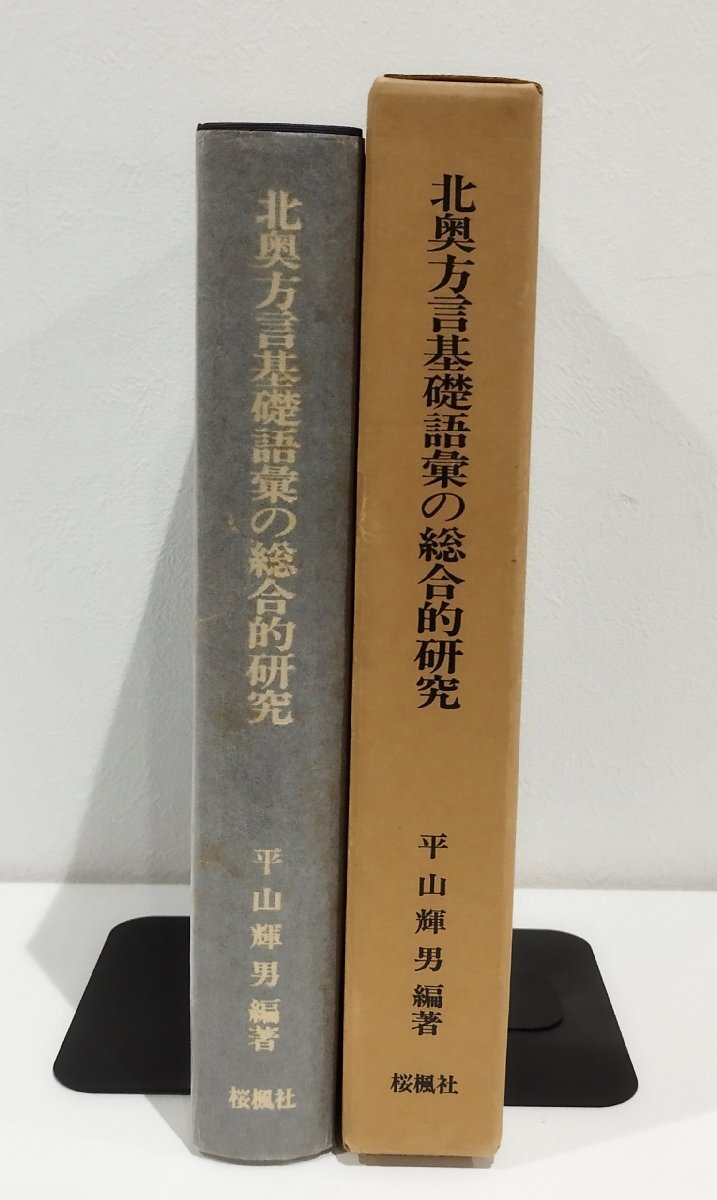 北奥方言基礎語彙の総合的研究
平山輝男編著
桜楓社
北奥方言基礎語彙の総合的研究
平山輝男編著
桜楓社